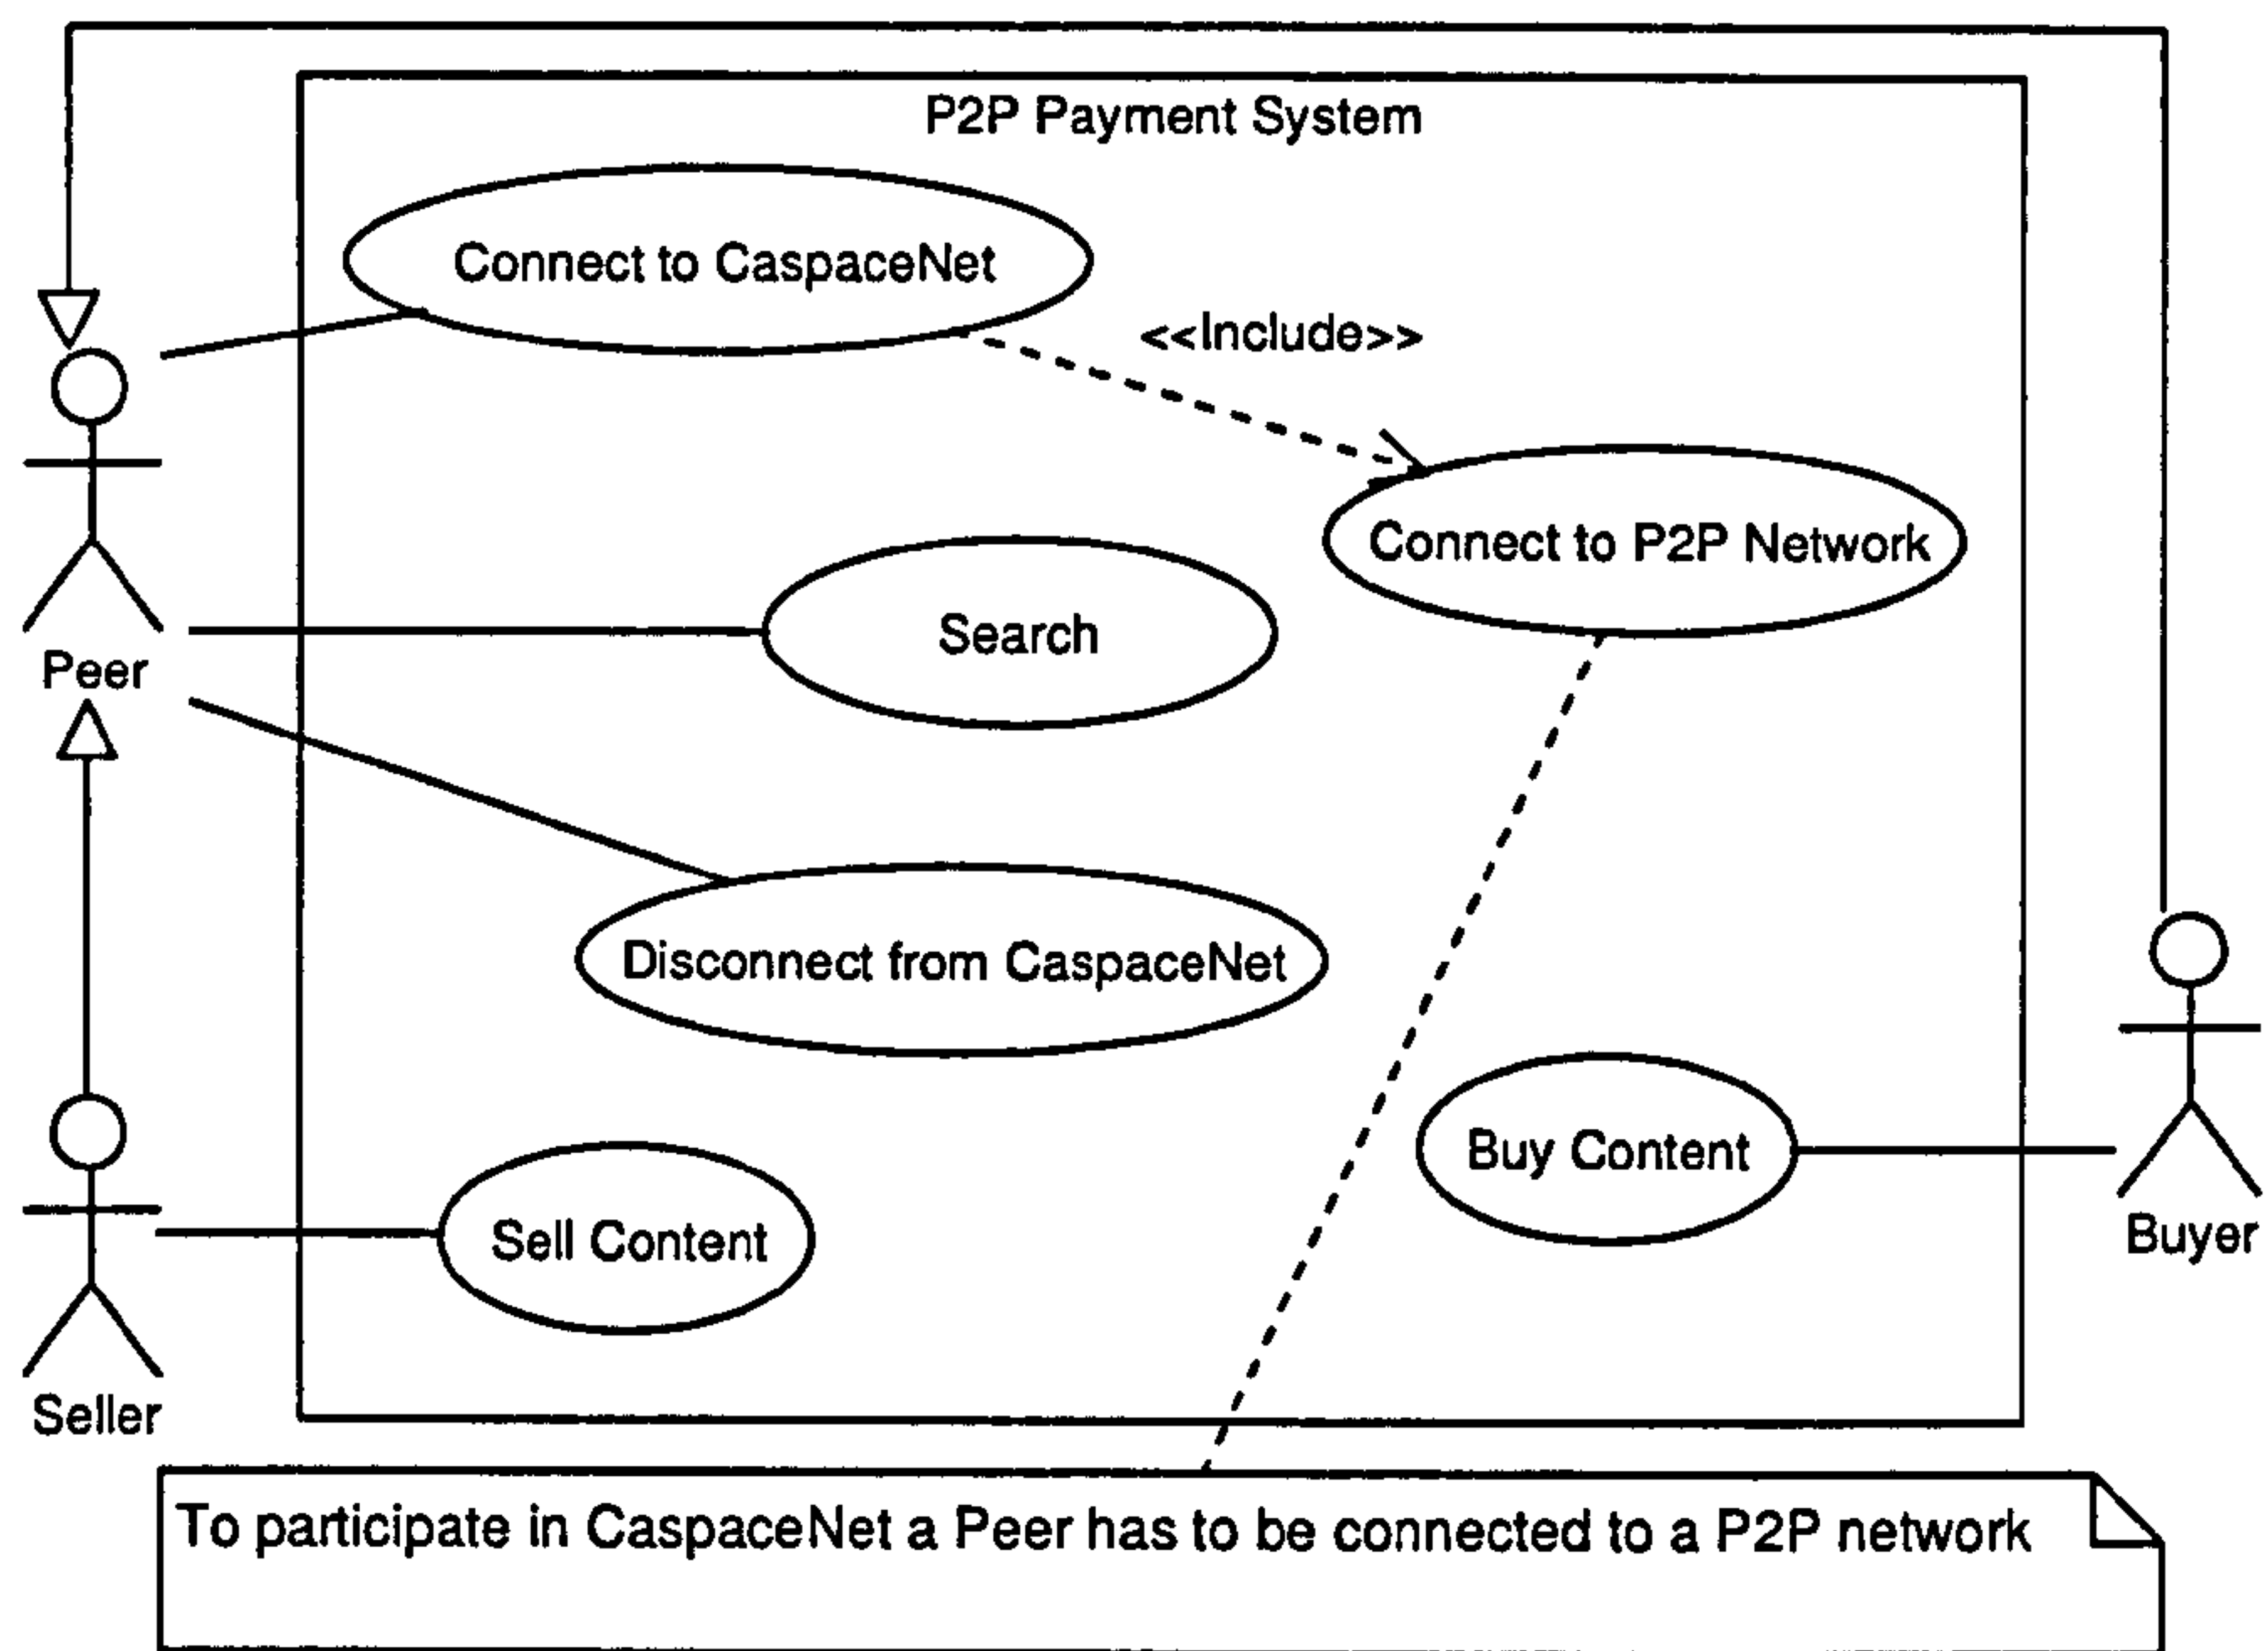 P2P Payment System
Connect to CaspaceNet
<<Include>>
Connect to P2P Network
Search
Peer
Disconnect from CaspaceNet
Buy Content
Buyer
Sell Content
Seller
To participate in CaspaceNet a Peer has to be connected to a P2P network